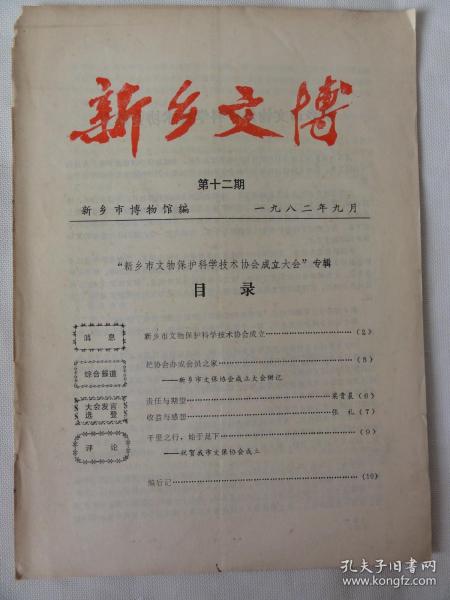 新乡文博
第十二期
新乡市博物馆编 一九八二年九月
“新乡市文物保护科学技术协会成立大会”专辑
目 录
消 息
新乡市文物保护科学技术协会成立……(2)
综合报道
把协会办成会员之家……(5)
——新乡市文保协会成立大会侧记
大会发言
选登
责任与期望……(6)
收益与感想……张 礼(7)
评 论
千里之行，始于足下……(9)
——祝贺我市文保协会成立
编后记……(10)
孔夫子旧书网
www.kongfz.com